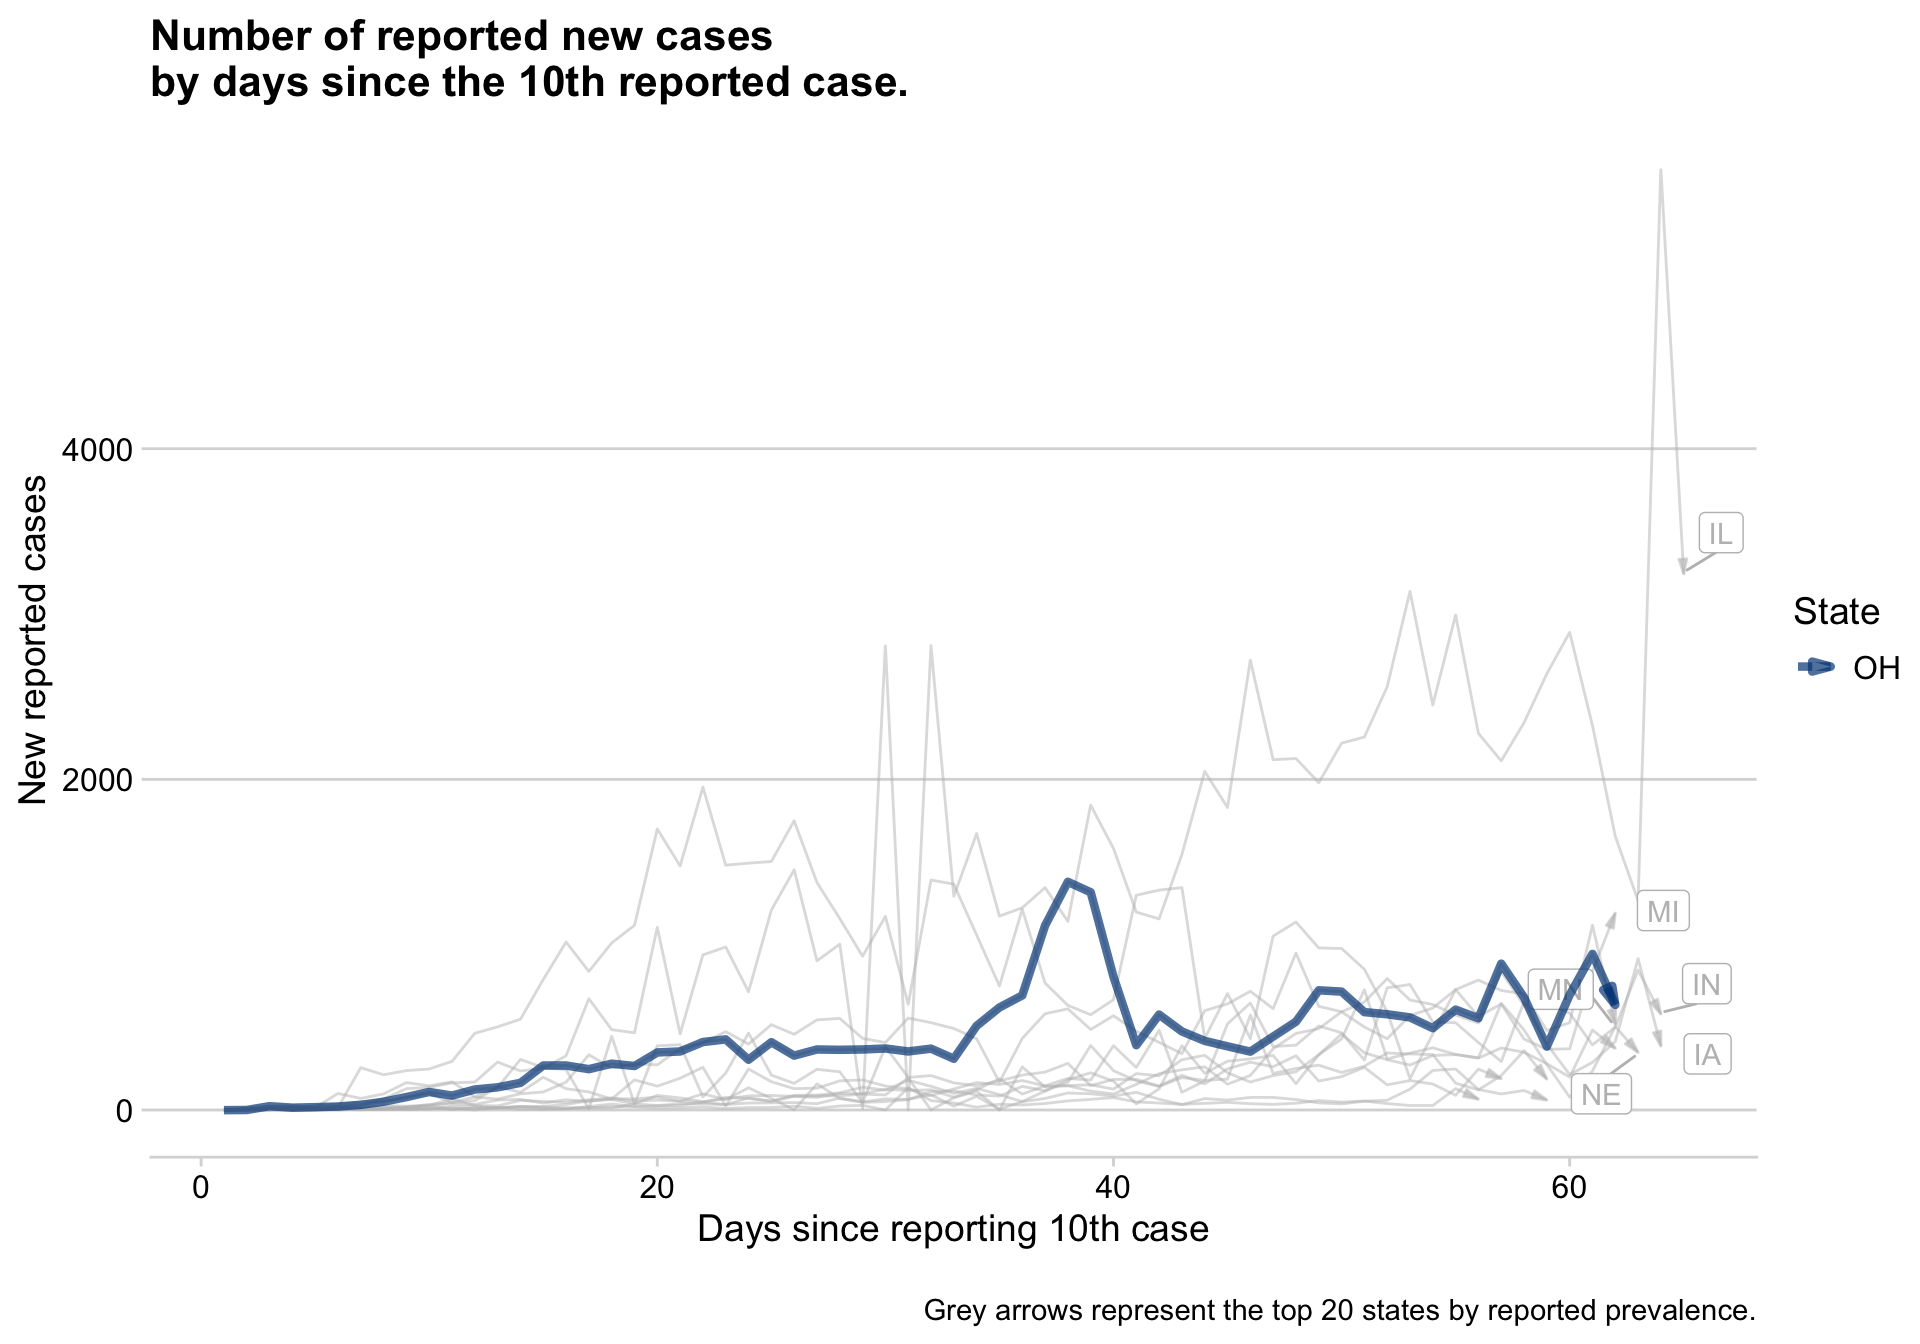 Number of reported new cases
by days since the 10th reported case.
New reported cases
4000
2000
0
IL
MI
MN
IN
IA
NE
State
OH
0
20
40
60
Days since reporting 10th case
Grey arrows represent the top 20 states by reported prevalence.